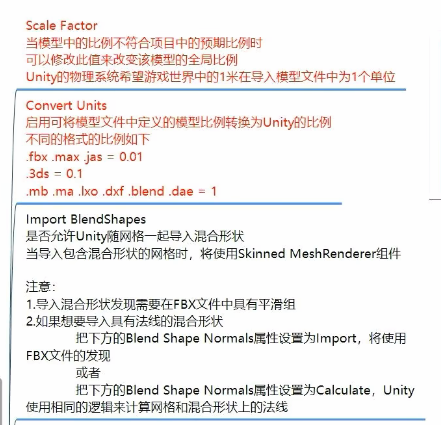 Scale Factor
当模型中的比例不符合项目中的预期比例时
可以修改此值来改变该模型的全局比例
Unity的物理系统希望游戏世界中的1米在导入模型文件中为1个单位
Convert Units
启用可将模型文件中定义的模型比例转换为Unity的比例
不同的格式的比例如下
.fbx .max .jas = 0.01
.3ds = 0.1
.mb .ma .lxo .dxf .blend .dae = 1
Import BlendShapes
是否允许Unity随网格一起导入混合形状
当导入包含混合形状的网格时，将使用Skinned MeshRenderer组件
注意：
1.导入混合形状发现需要在FBX文件中具有平滑组
2.如果想要导入具有法线的混合形状
把下方的Blend Shape Normals属性设置为Import，将使用
FBX文件的发现
或者
把下方的Blend Shape Normals属性设置为Calculate，Unity
使用相同的逻辑来计算网格和混合形状上的法线